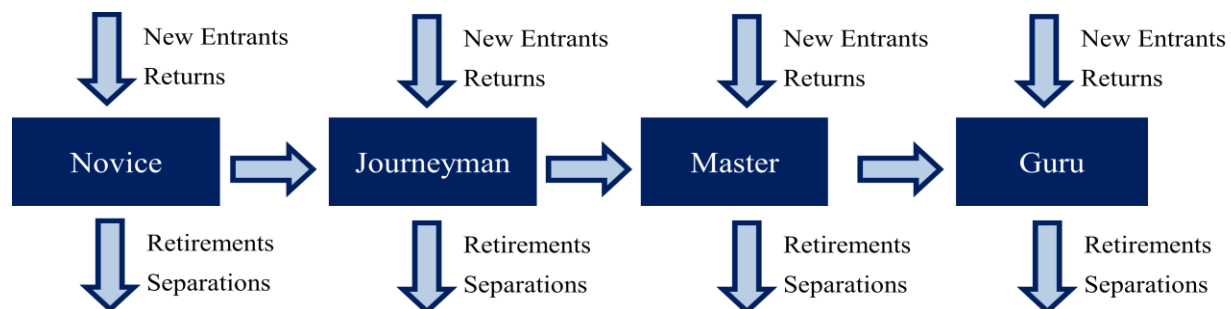 New Entrants
Returns
New Entrants
Returns
New Entrants
Returns
New Entrants
Returns
Novice
Journeyman
Master
Guru
Retirements
Separations
Retirements
Separations
Retirements
Separations
Retirements
Separations